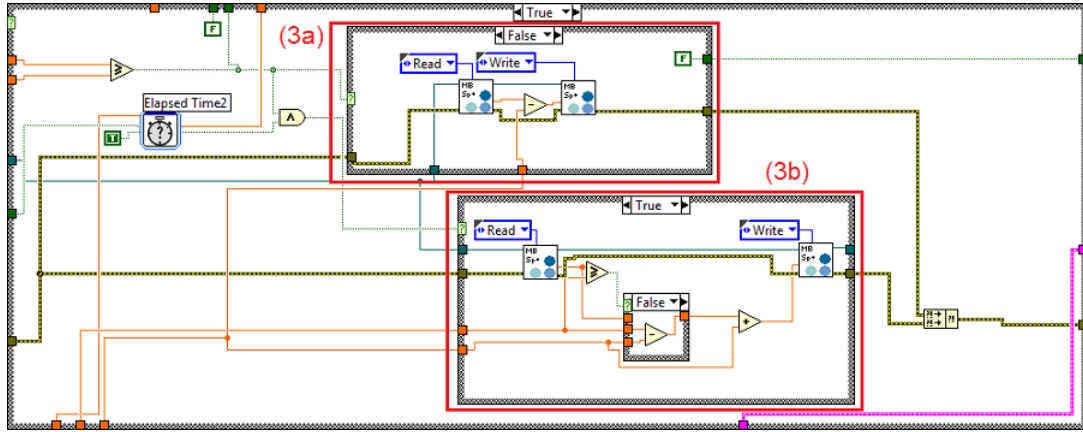 True
(3a)
False
F
Read
Write
F
MB
Sp+
MB
Sp+
Elapsed Time2
T
(3b)
True
Read
Write
MB
Sp+
MB
Sp+
False